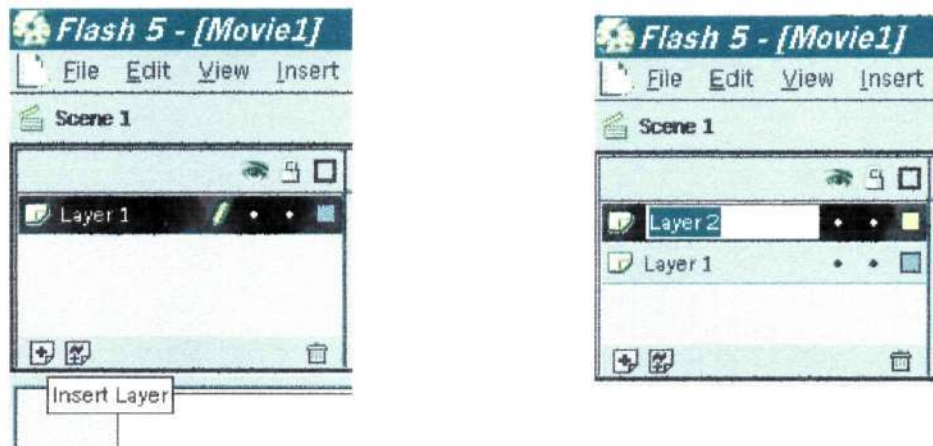 Flash 5 - [Movie1]
File Edit View Insert
Scene 1
Layer 1
Insert Layer
Flash 5 - [Movie1]
File Edit View Insert
Scene 1
Layer 2
Layer 1